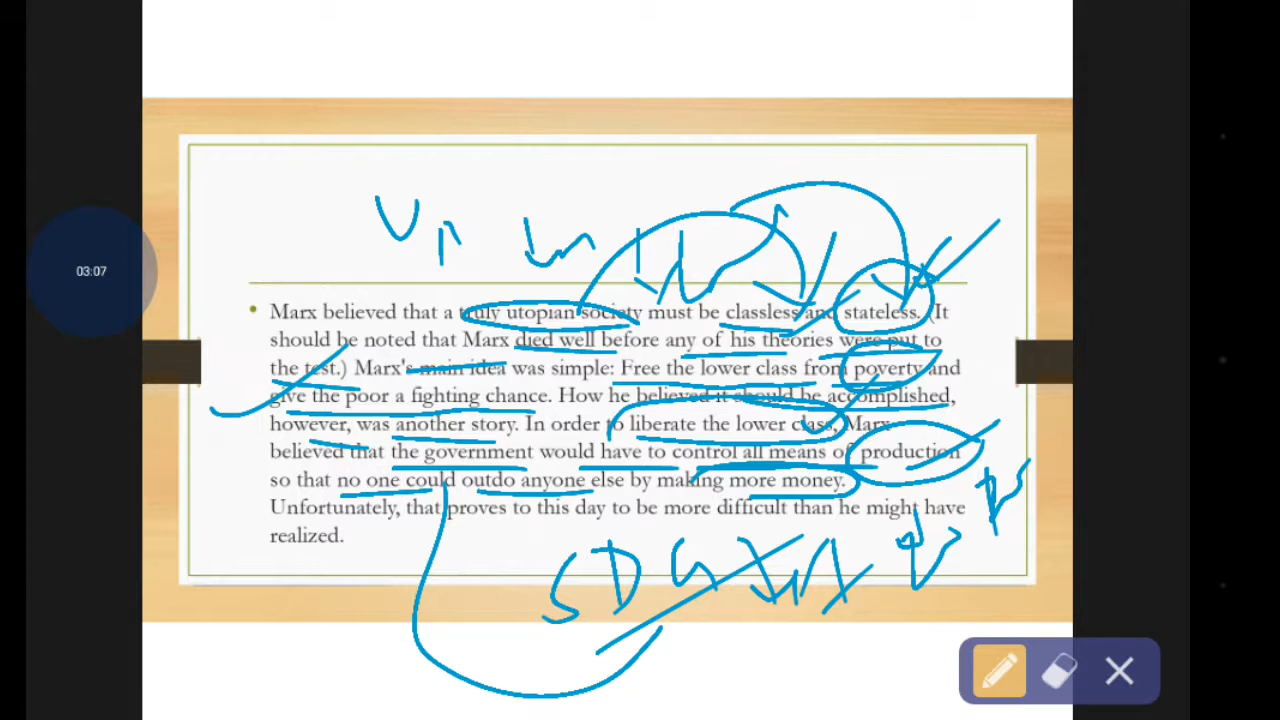 03:07
• Marx believed that a truly utopian society must be classless and stateless. (It
should be noted that Marx died well before any of his theories were put to
the test.) Marx's main idea was simple: Free the lower class from poverty and
give the poor a fighting chance. How he believed it should be accomplished,
however, was another story. In order to liberate the lower class, Marx
believed that the government would have to control all means of production
so that no one could outdo anyone else by making more money.
Unfortunately, that proves to this day to be more difficult than he might have
realized.
SDG